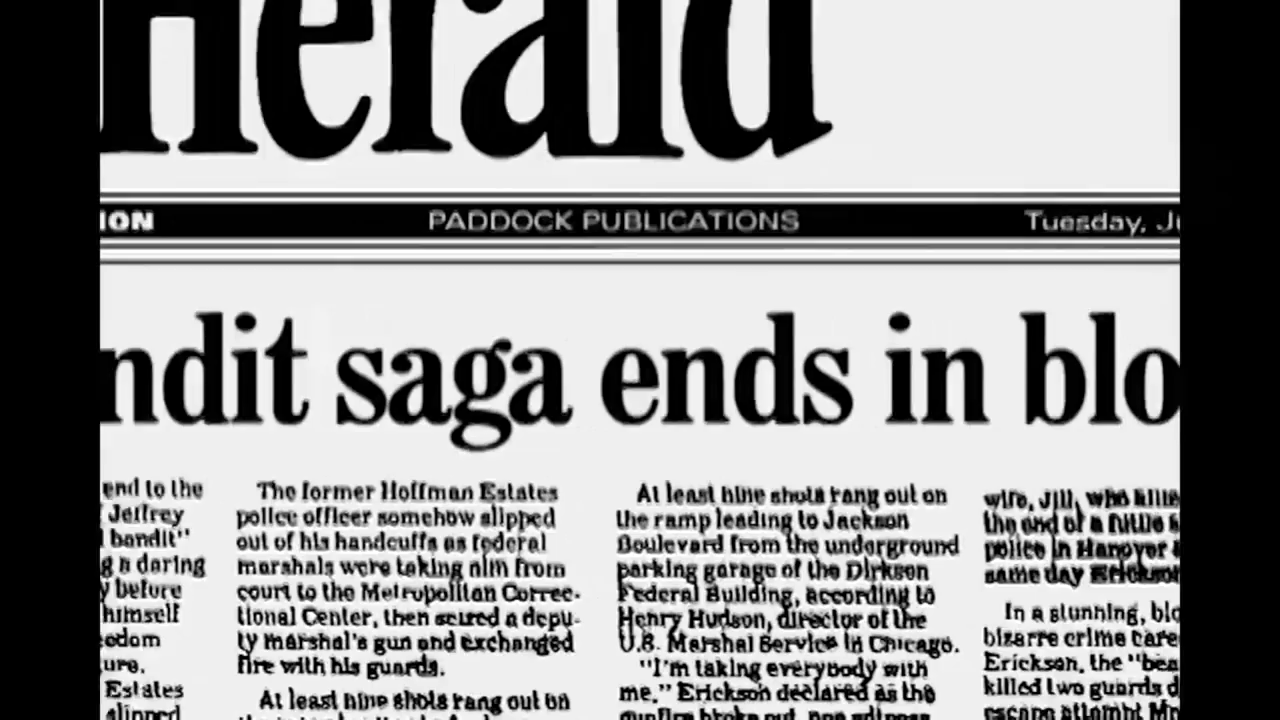 Herald
ION PADDOCK PUBLICATIONS Tuesday, Ju
ndit saga ends in blo
end to the
Jeffrey
bandit"
g a daring
y before
himself
edom
ure.
Estates
slipped
The former Hoffman Estates
police officer somehow slipped
out of his handcuffs as federal
marshals were taking him from
court to the Metropolitan Correc-
tional Center, then seized a depu-
ty marshal's gun and exchanged
fire with his guards.
At least nine shots rang out on
At least nine shots rang out on
the ramp leading to Jackson
Boulevard from the underground
parking garage of the Dirksen
Federal Building, according to
Henry Hudson, director of the
U.S. Marshal Service in Chicago.
"I'm taking everybody with
me," Erickson declared as the
gunfire broke out,
wife, Jill, who kille
the end of a
police in Hanover
same day Erickson
In a stunning, blo
bizarre crime care
Erickson, the "bea
killed two guards d
escape attempt